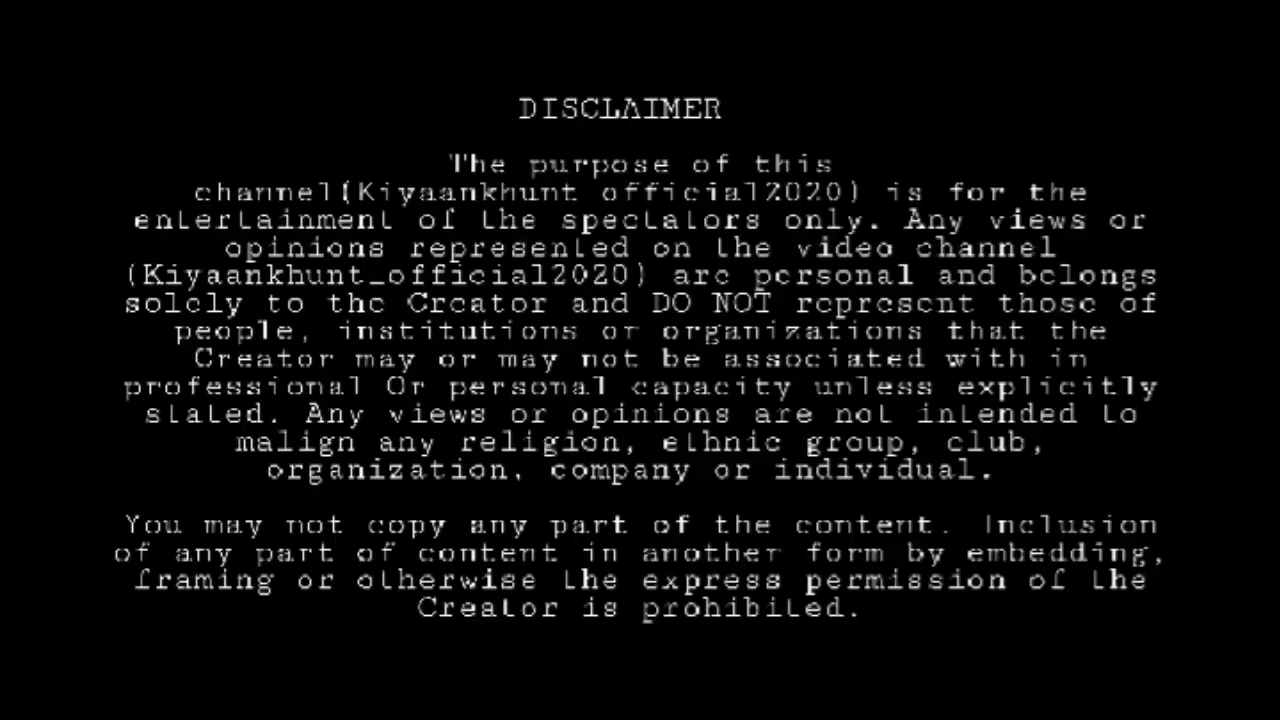 DISCLAIMER
The purpose of this
channel(Kiyaankhunt_official2020) is for the
entertainment of the spectators only. Any views or
opinions represented on the video channel
(Kiyaankhunt_official2020) are personal and belongs
solely to the Creator and DO NOT represent those of
people, institutions or organizations that the
Creator may or may not be associated with in
professional Or personal capacity unless explicitly
stated. Any views or opinions are not intended to
malign any religion, ethnic group, club,
organization, company or individual.
You may not copy any part of the content. Inclusion
of any part of content in another form by embedding,
framing or otherwise the express permission of the
Creator is prohibited.